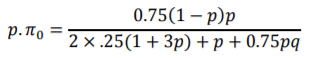 p.π₀ = 0.75(1 − p)p / 2 × .25(1 + 3p) + p + 0.75pq